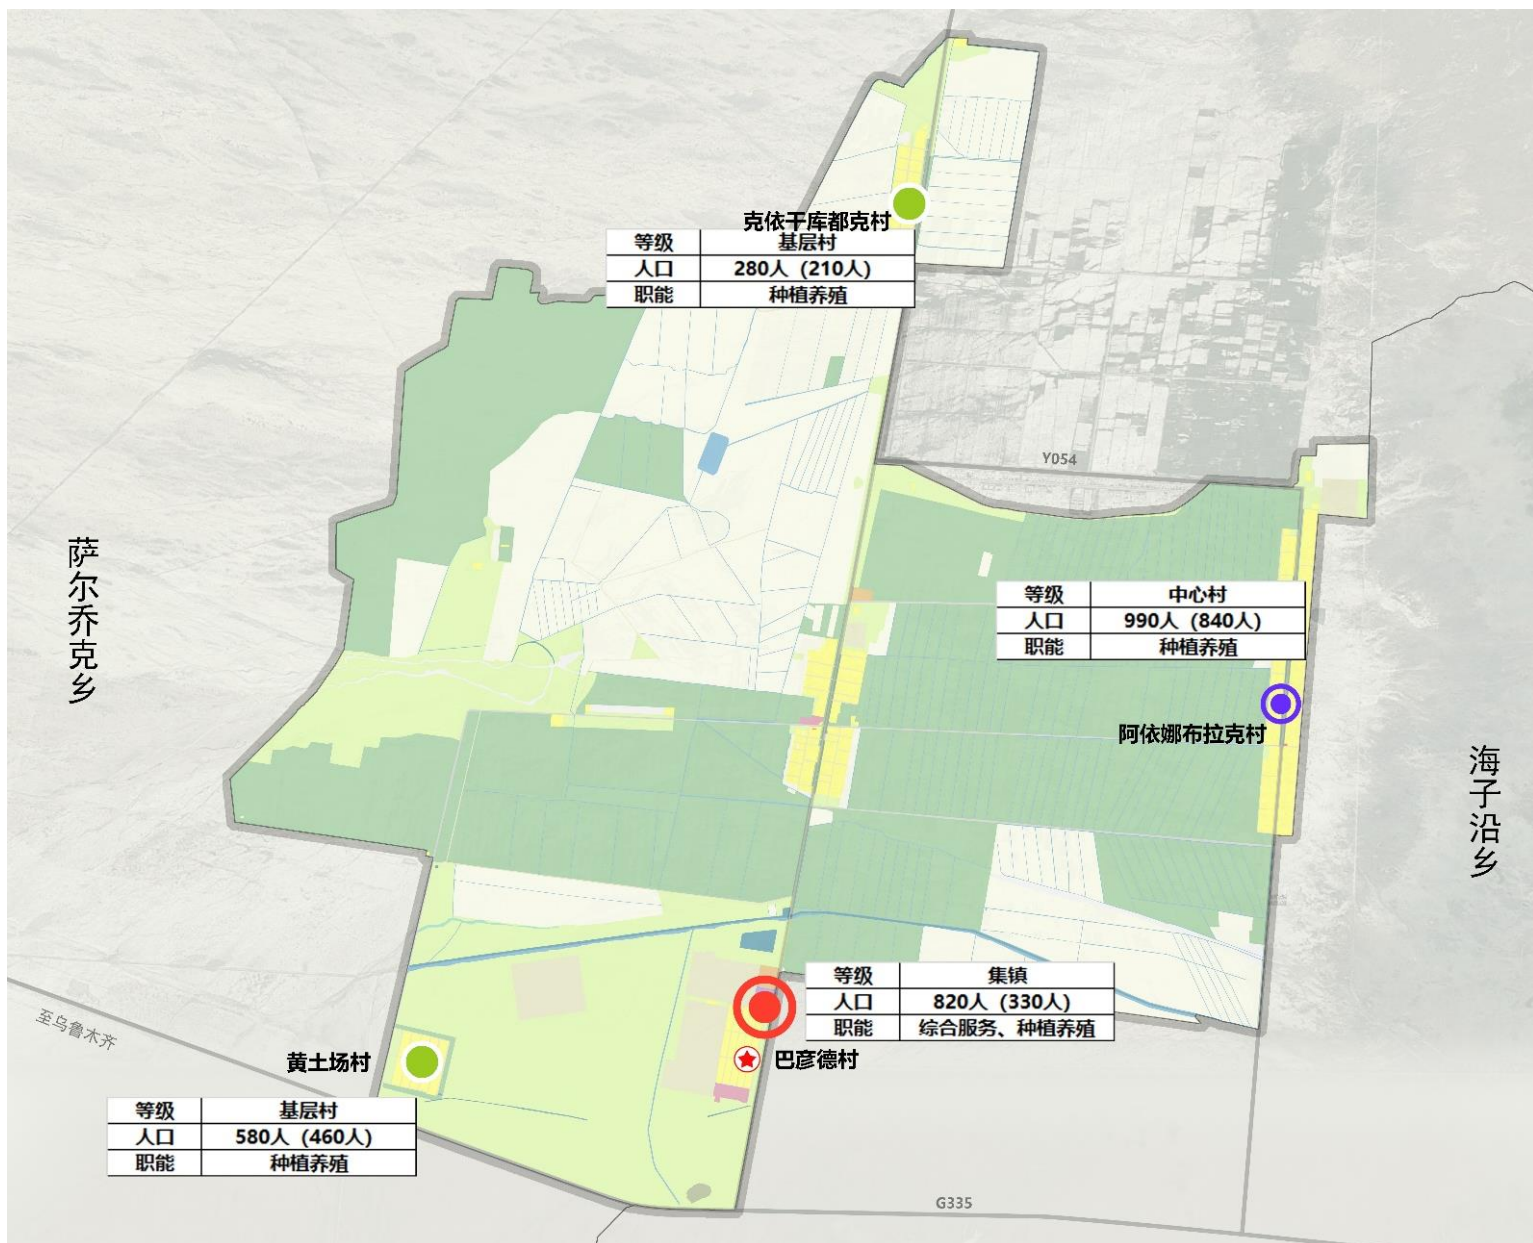 克依干库都克村
等级 基层村
人口 280人（210人）
职能 种植养殖
Y054
萨尔乔克乡
等级 中心村
人口 990人（840人）
职能 种植养殖
阿依娜布拉克村
海子沿乡
等级 集镇
人口 820人（330人）
职能 综合服务、种植养殖
至乌鲁木齐
黄土场村
巴彦德村
等级 基层村
人口 580人（460人）
职能 种植养殖
G335